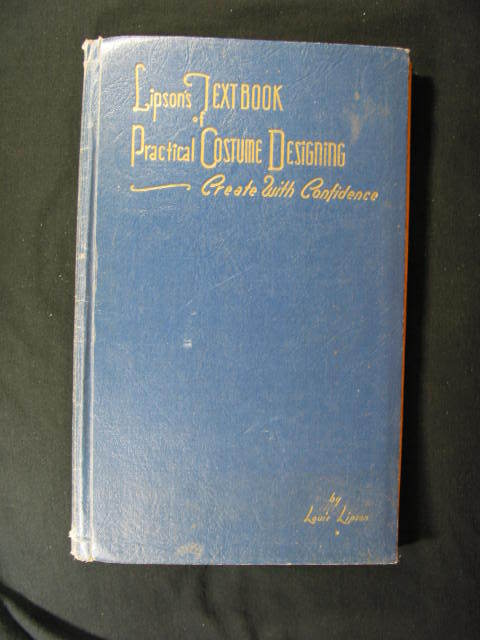 Lipson's TEXTBOOK
of
Practical COSTUME DESIGNING
Create With Confidence
by
Louis Lipson